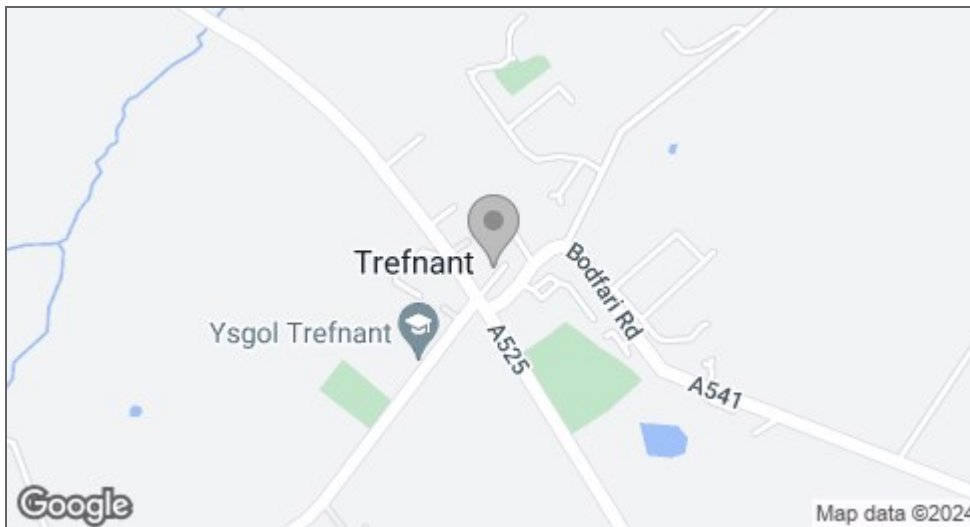 Trefnant
Bodfari Rd
Ysgol Trefnant
A525
A541
Google
Map data ©2024